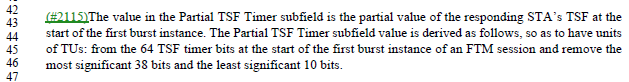 42
43 (#2115)The value in the Partial TSF Timer subfield is the partial value of the responding STA's TSF at the
44 start of the first burst instance. The Partial TSF Timer subfield value is derived as follows, so as to have units
45 of TUs: from the 64 TSF timer bits at the start of the first burst instance of an FTM session and remove the
46 most significant 38 bits and the least significant 10 bits.
47